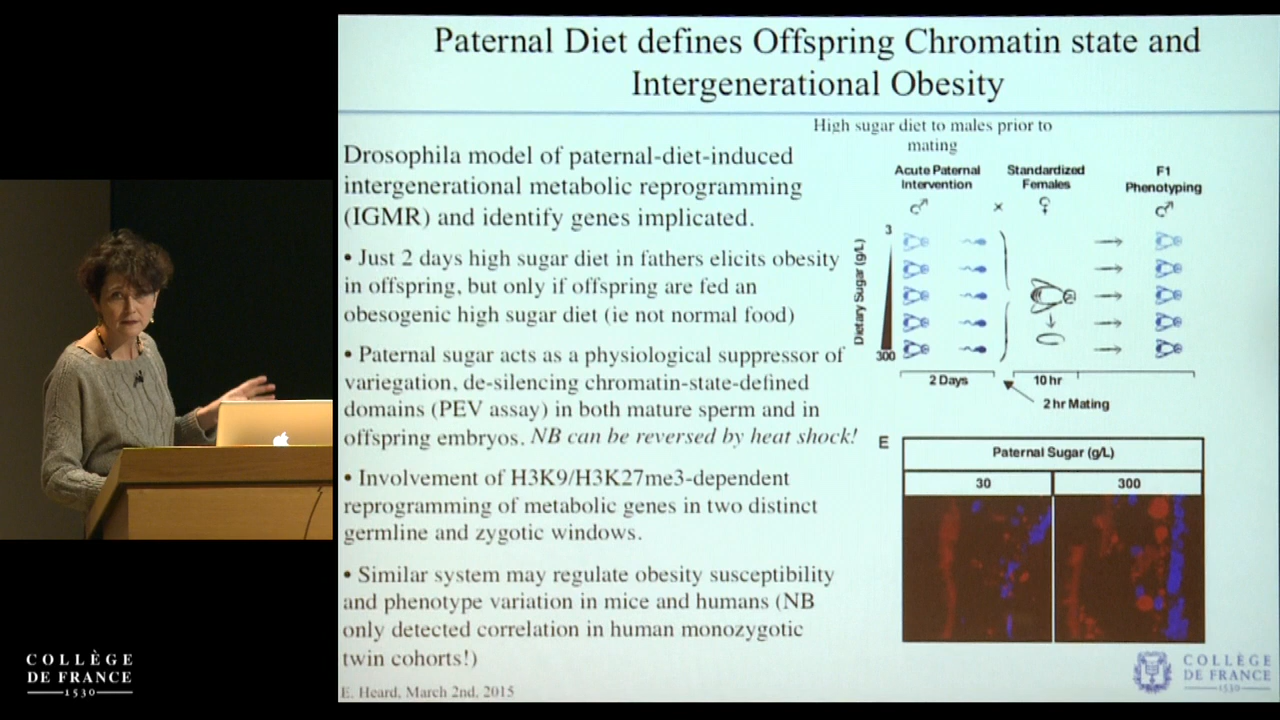 Paternal Diet defines Offspring Chromatin state and
Intergenerational Obesity
High sugar diet to males prior to
mating
Drosophila model of paternal-diet-induced
intergenerational metabolic reprogramming
(IGMR) and identify genes implicated.
• Just 2 days high sugar diet in fathers elicits obesity
in offspring, but only if offspring are fed an
obesogenic high sugar diet (ie not normal food)
• Paternal sugar acts as a physiological suppressor of
variegation, de-silencing chromatin-state-defined
domains (PEV assay) in both mature sperm and in
offspring embryos. NB can be reversed by heat shock!
• Involvement of H3K9/H3K27me3-dependent
reprogramming of metabolic genes in two distinct
germline and zygotic windows.
• Similar system may regulate obesity susceptibility
and phenotype variation in mice and humans (NB
only detected correlation in human monozygotic
twin cohorts!)
E. Heard, March 2nd, 2015
Acute Paternal
Intervention
Standardized
Females
F1
Phenotyping
♂ × ♀ ♂
3
Dietary Sugar (g/L)
300
2 Days
10 hr
2 hr Mating
E
Paternal Sugar (g/L)
30
300
COLLÈGE
DE FRANCE
1530
COLLÈGE
DE FRANCE
1530